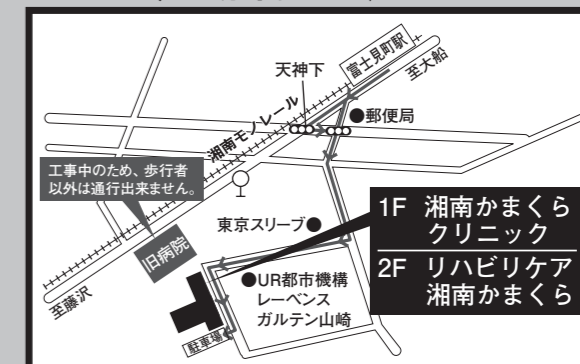 富士見町駅
至大船
天神下
●郵便局
湘南モノレール
工事中のため、歩行者
以外は通行出来ません。
旧病院
至藤沢
東京スリーブ●
●UR都市機構
レーベンス
ガルテン山崎
駐車場
1F 湘南かまくら
クリニック
2F リハビリケア
湘南かまくら